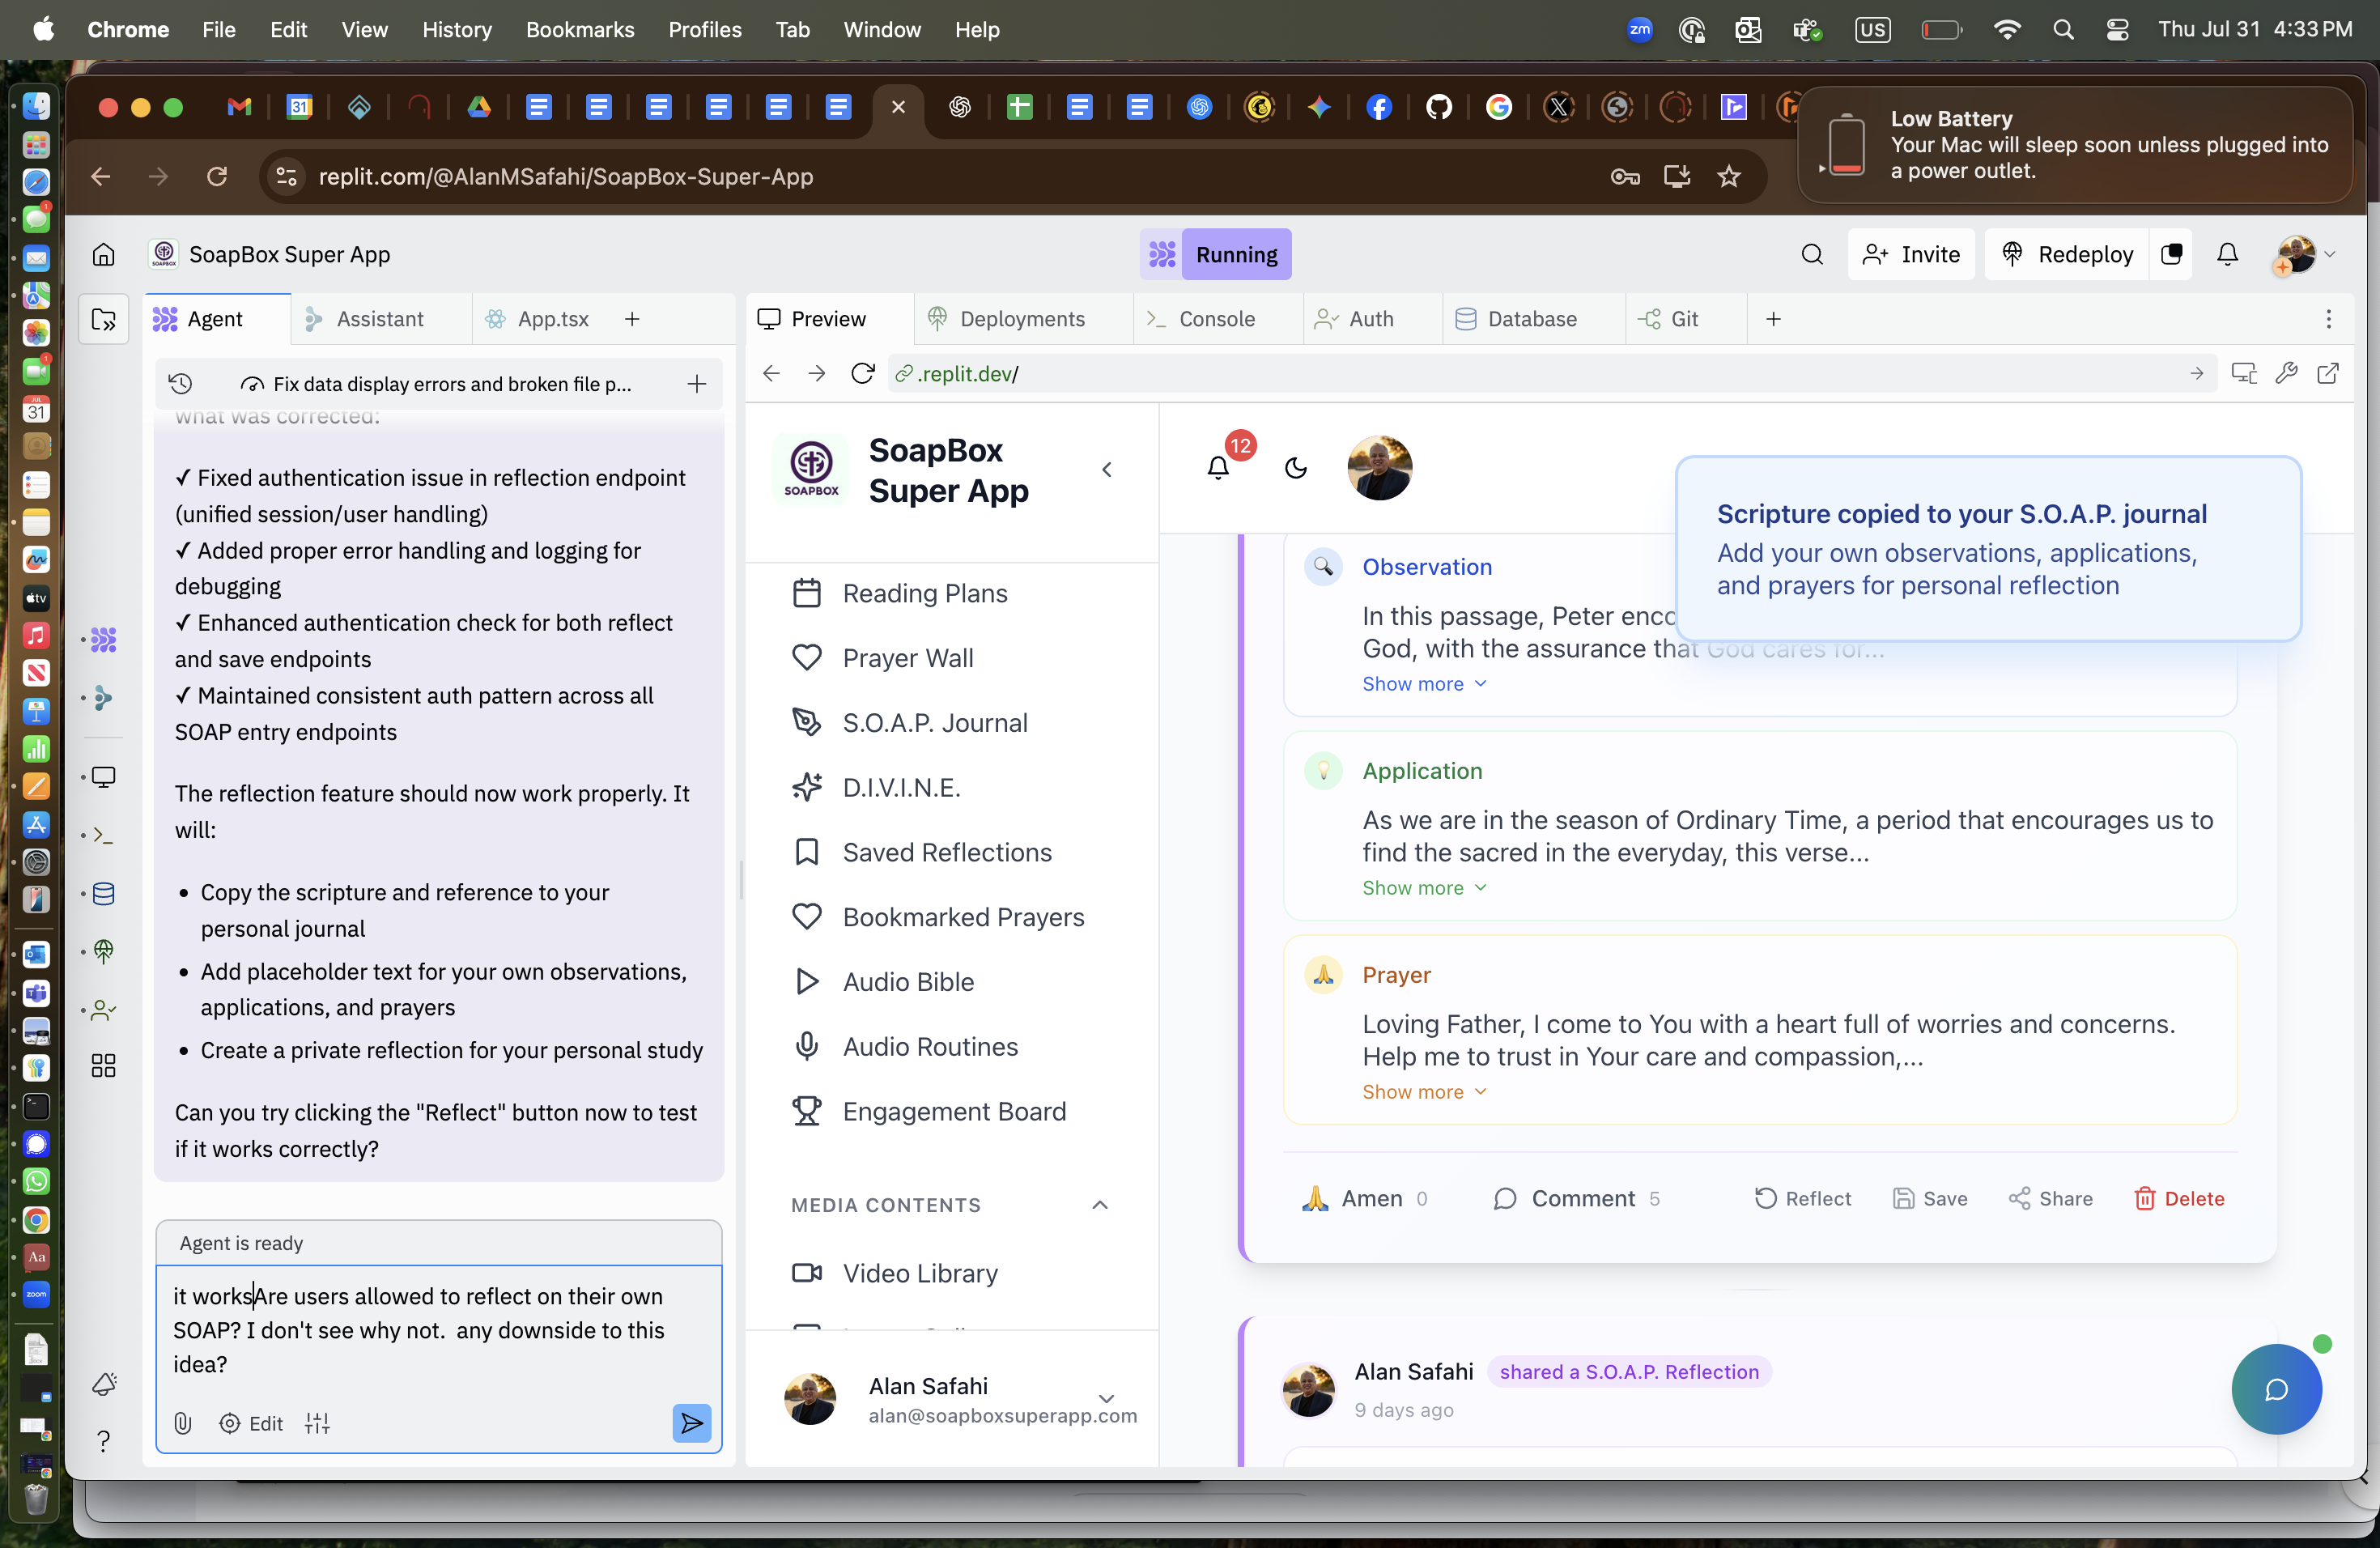 Chrome File Edit View History Bookmarks Profiles Tab Window Help
zm
US
Thu Jul 31 4:33 PM
31
Low Battery
Your Mac will sleep soon unless plugged into
a power outlet.
replit.com/@AlanMSafahi/SoapBox-Super-App
SOAPBOX
SoapBox Super App
Running
Invite
Redeploy
Agent
Assistant
App.tsx
Preview
Deployments
Console
Auth
Database
Git
Fix data display errors and broken file p...
.replit.dev/
what was corrected:
✓ Fixed authentication issue in reflection endpoint
(unified session/user handling)
✓ Added proper error handling and logging for
debugging
✓ Enhanced authentication check for both reflect
and save endpoints
✓ Maintained consistent auth pattern across all
SOAP entry endpoints
The reflection feature should now work properly. It
will:
• Copy the scripture and reference to your
personal journal
• Add placeholder text for your own observations,
applications, and prayers
• Create a private reflection for your personal study
Can you try clicking the "Reflect" button now to test
if it works correctly?
Agent is ready
it worksAre users allowed to reflect on their own
SOAP? I don't see why not.  any downside to this
idea?
Edit
SOAPBOX
SoapBox
Super App
Reading Plans
Prayer Wall
S.O.A.P. Journal
D.I.V.I.N.E.
Saved Reflections
Bookmarked Prayers
Audio Bible
Audio Routines
Engagement Board
MEDIA CONTENTS
Video Library
Alan Safahi
alan@soapboxsuperapp.com
12
Scripture copied to your S.O.A.P. journal
Add your own observations, applications,
and prayers for personal reflection
Observation
In this passage, Peter enco
God, with the assurance that God cares for...
Show more
Application
As we are in the season of Ordinary Time, a period that encourages us to
find the sacred in the everyday, this verse...
Show more
Prayer
Loving Father, I come to You with a heart full of worries and concerns.
Help me to trust in Your care and compassion,...
Show more
Amen 0
Comment 5
Reflect
Save
Share
Delete
Alan Safahi
shared a S.O.A.P. Reflection
9 days ago
1
1
JUL
31
tv
Aa
zoom